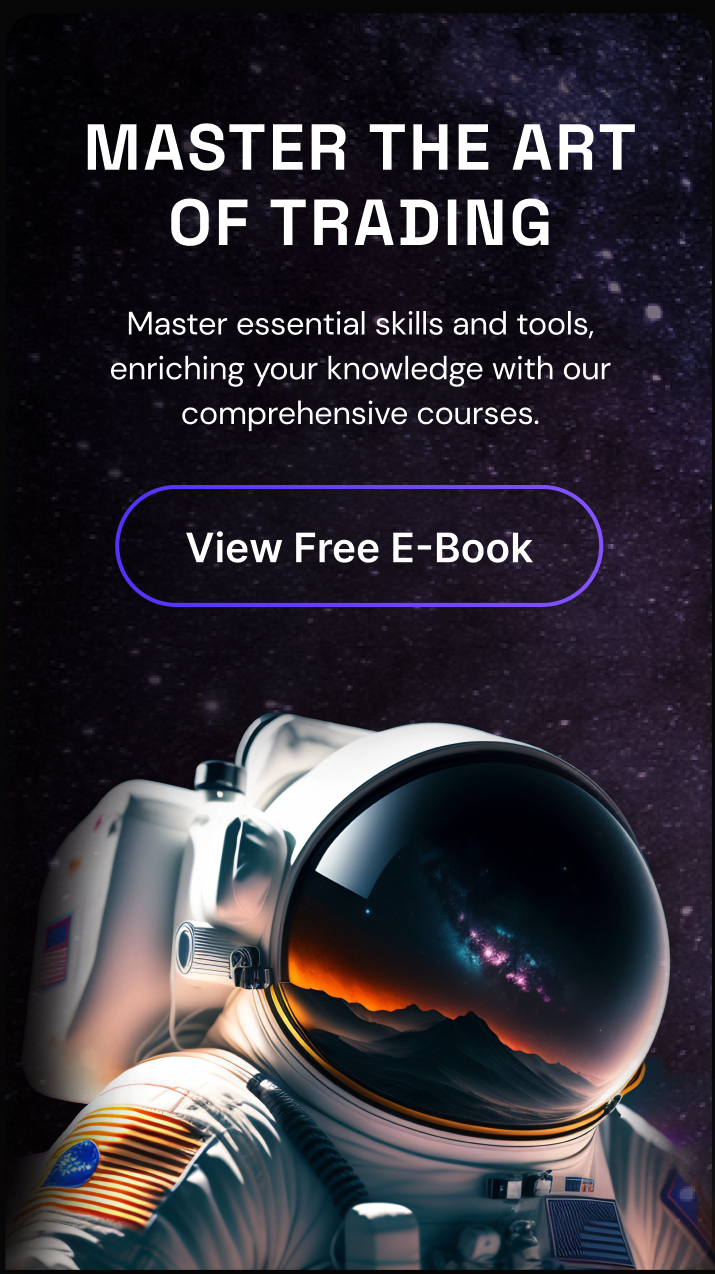 MASTER THE ART
OF TRADING
Master essential skills and tools,
enriching your knowledge with our
comprehensive courses.
View Free E-Book